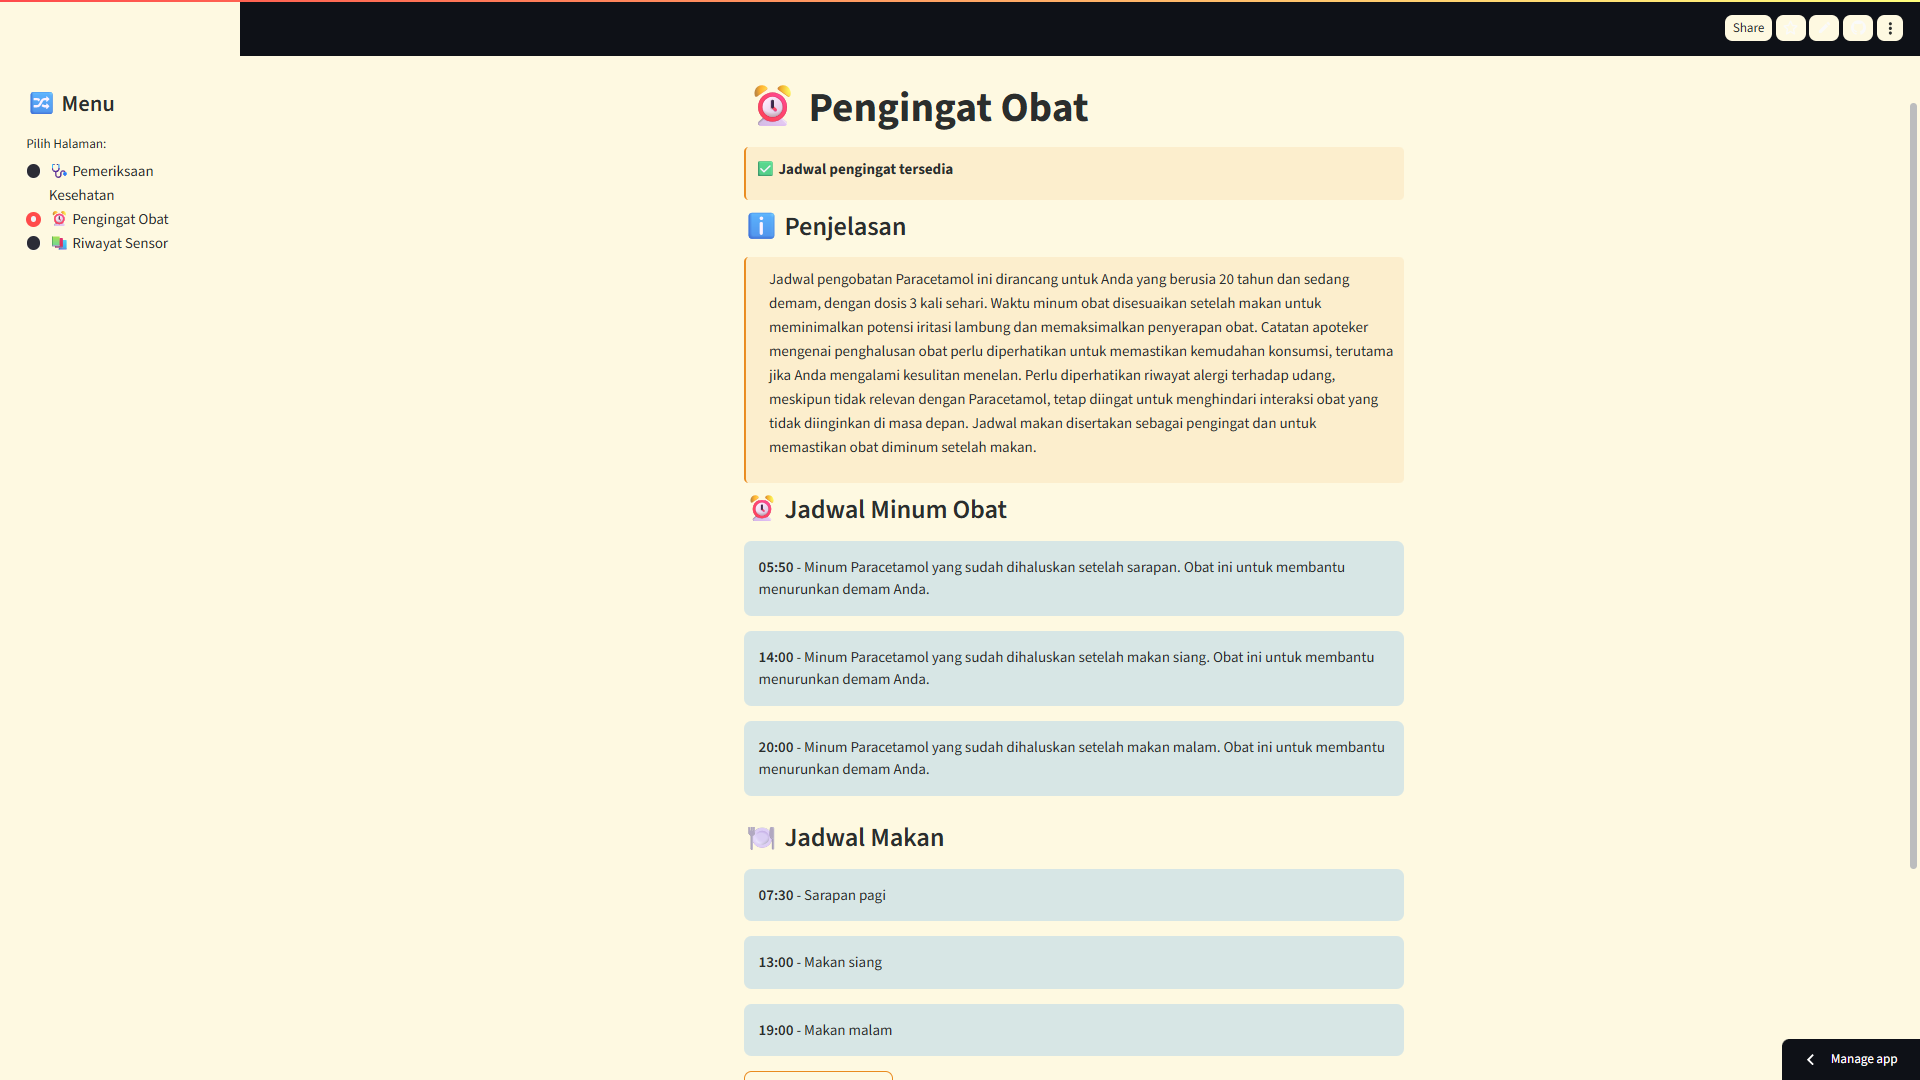 Share
Menu
Pilih Halaman:
Pemeriksaan
Kesehatan
Pengingat Obat
Riwayat Sensor
Pengingat Obat
Jadwal pengingat tersedia
Penjelasan
Jadwal pengobatan Paracetamol ini dirancang untuk Anda yang berusia 20 tahun dan sedang
demam, dengan dosis 3 kali sehari. Waktu minum obat disesuaikan setelah makan untuk
meminimalkan potensi iritasi lambung dan memaksimalkan penyerapan obat. Catatan apoteker
mengenai penghalusan obat perlu diperhatikan untuk memastikan kemudahan konsumsi, terutama
jika Anda mengalami kesulitan menelan. Perlu diperhatikan riwayat alergi terhadap udang,
meskipun tidak relevan dengan Paracetamol, tetap diingat untuk menghindari interaksi obat yang
tidak diinginkan di masa depan. Jadwal makan disertakan sebagai pengingat dan untuk
memastikan obat diminum setelah makan.
Jadwal Minum Obat
05:50 - Minum Paracetamol yang sudah dihaluskan setelah sarapan. Obat ini untuk membantu
menurunkan demam Anda.
14:00 - Minum Paracetamol yang sudah dihaluskan setelah makan siang. Obat ini untuk membantu
menurunkan demam Anda.
20:00 - Minum Paracetamol yang sudah dihaluskan setelah makan malam. Obat ini untuk membantu
menurunkan demam Anda.
Jadwal Makan
07:30 - Sarapan pagi
13:00 - Makan siang
19:00 - Makan malam
Manage app